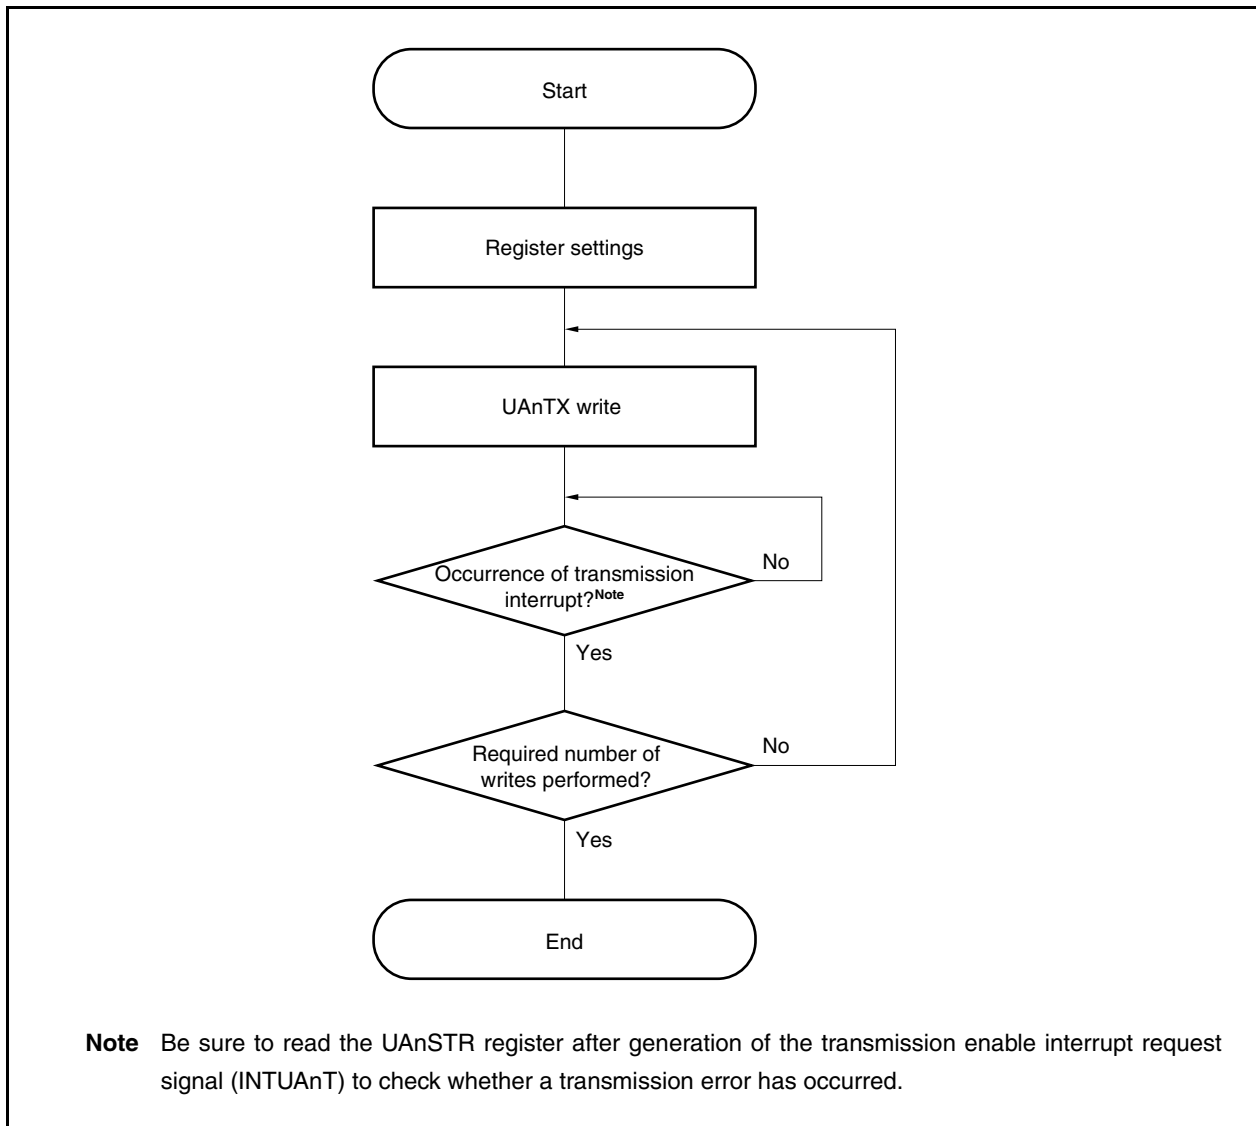 Start
Register settings
UAnTX write
Occurrence of transmission
interrupt?Note
No
Yes
Required number of
writes performed?
No
Yes
End
Note Be sure to read the UAnSTR register after generation of the transmission enable interrupt request
signal (INTUAnT) to check whether a transmission error has occurred.